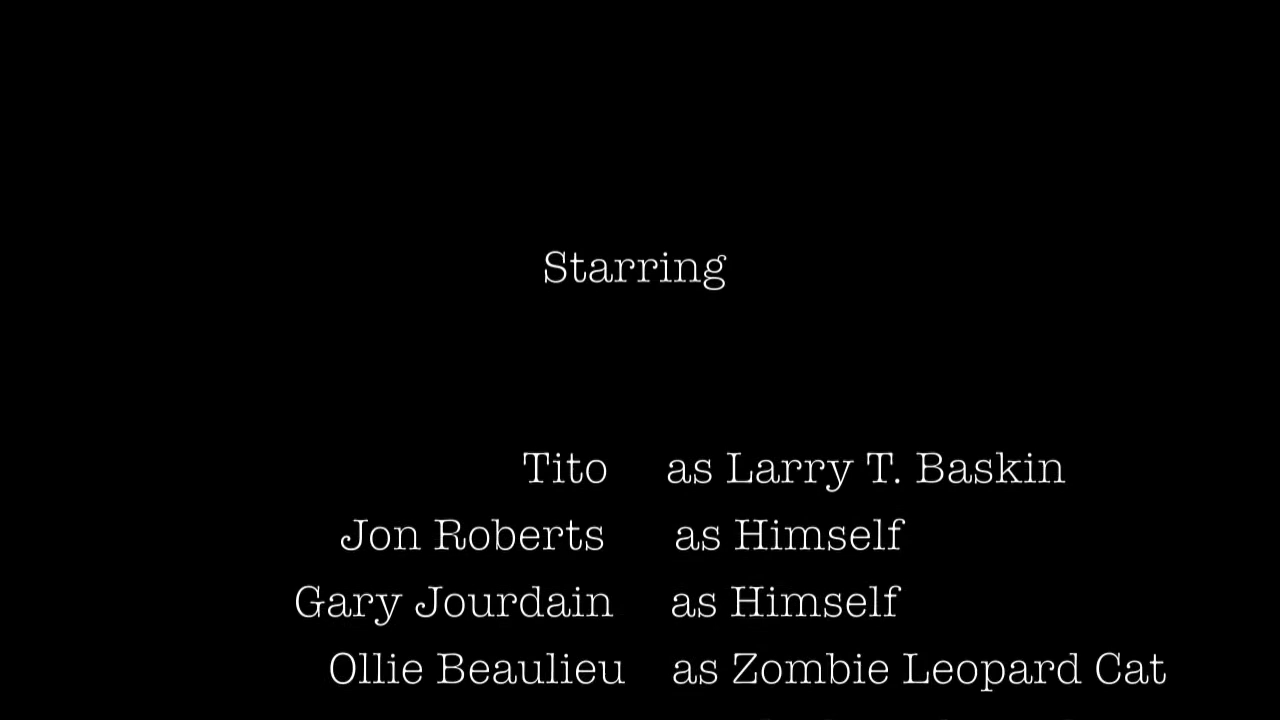 Starring
Tito as Larry T. Baskin
Jon Roberts as Himself
Gary Jourdain as Himself
Ollie Beaulieu as Zombie Leopard Cat